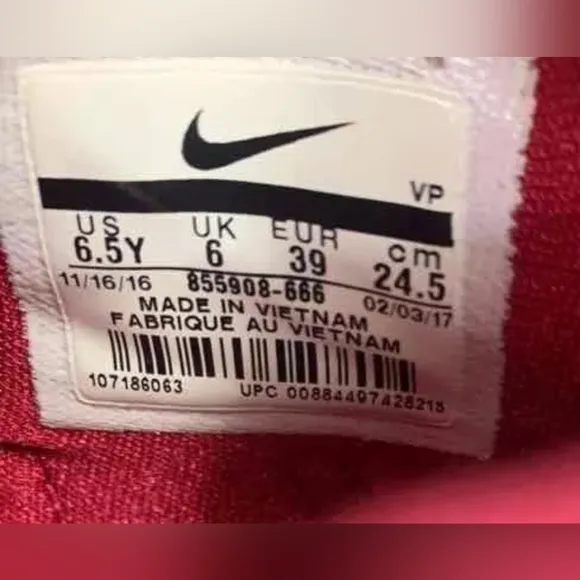 VP
US UK EUR cm
6.5Y 6 39 24.5
11/16/16 855908-666 02/03/17
MADE IN VIETNAM
FABRIQUE AU VIETNAM
107186063 UPC 00884497428215